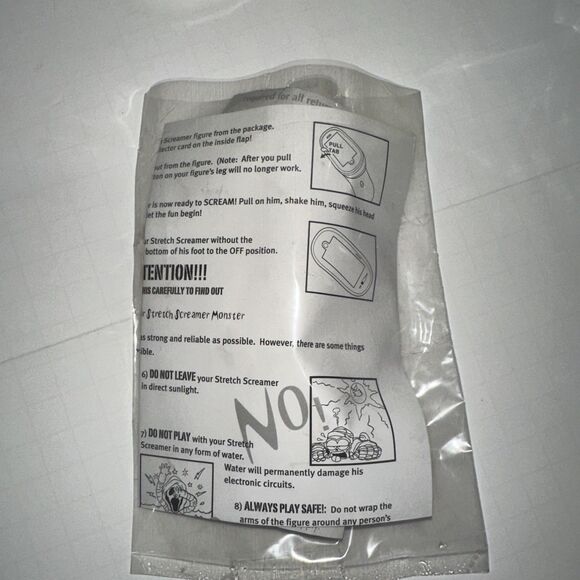 required for all retu
Screamer figure from the package.
lector card on the inside flap!
PULL
TAB
out from the figure. (Note: After you pull
on your figure's leg will no longer work.
is now ready to SCREAM! Pull on him, shake him, squeeze his head
let the fun begin!
ur Stretch Screamer without the
bottom of his foot to the OFF position.
TENTION!!!
HIS CAREFULLY TO FIND OUT
r Stretch Screamer Monster
as strong and reliable as possible. However, there are some things
ible.
6) DO NOT LEAVE your Stretch Screamer
in direct sunlight.
NO!
7) DO NOT PLAY with your Stretch
Screamer in any form of water.
Water will permanently damage his
electronic circuits.
8) ALWAYS PLAY SAFE!: Do not wrap the
arms of the figure around any person's